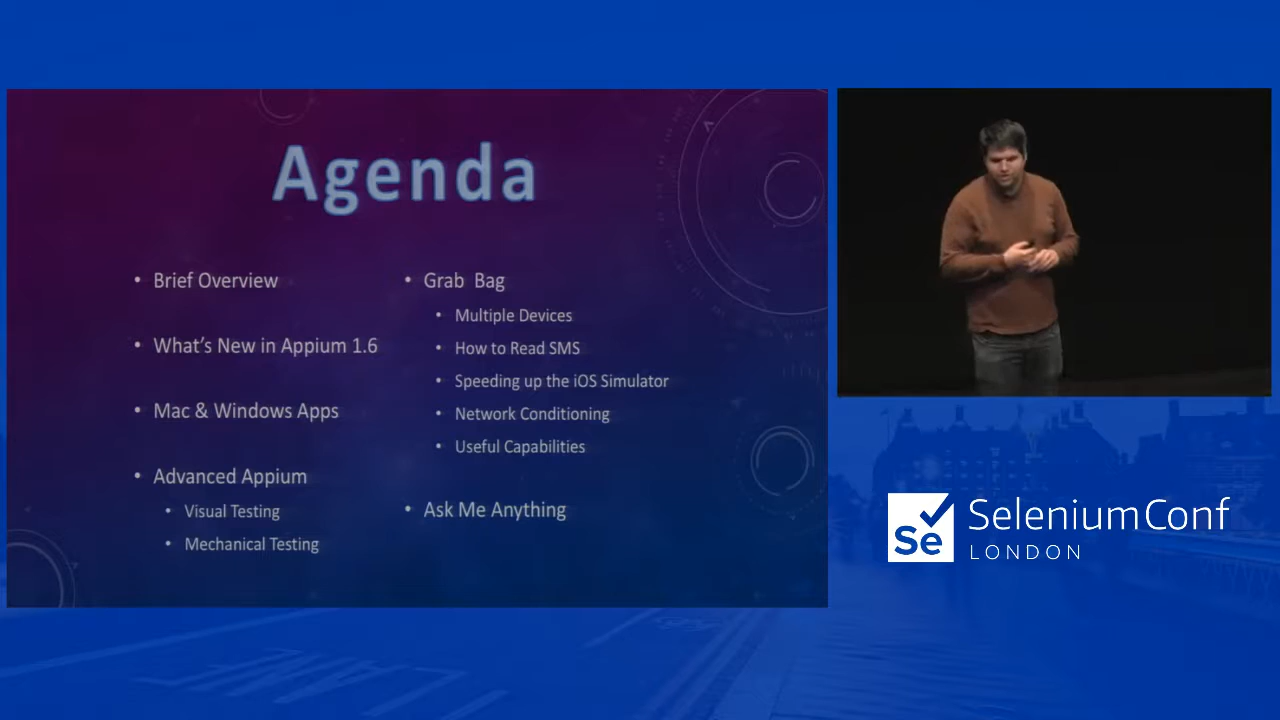 Agenda
• Brief Overview
• What's New in Appium 1.6
• Mac & Windows Apps
• Advanced Appium
• Visual Testing
• Mechanical Testing
• Grab Bag
• Multiple Devices
• How to Read SMS
• Speeding up the iOS Simulator
• Network Conditioning
• Useful Capabilities
• Ask Me Anything
Se
SeleniumConf
LONDON